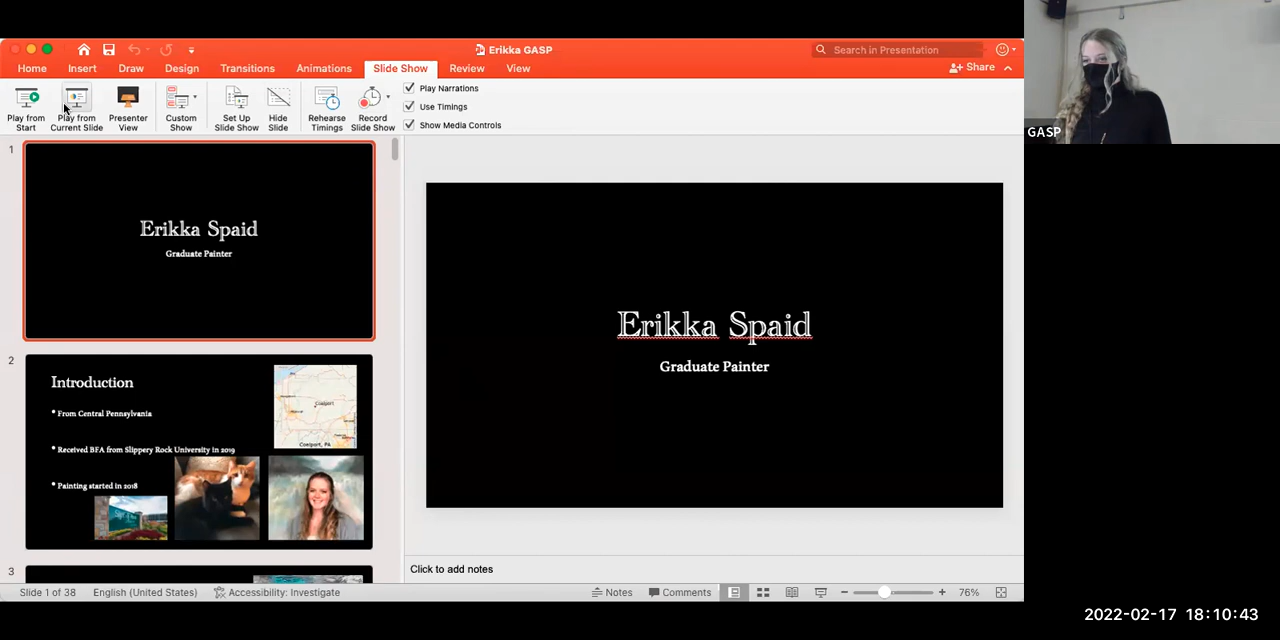 Erikka GASP
Search in Presentation
Home Insert Draw Design Transitions Animations Slide Show Review View Share
Play from Start
Play from Current Slide
Presenter View
Custom Show
Set Up Slide Show
Hide Slide
Rehearse Timings
Record Slide Show
Play Narrations
Use Timings
Show Media Controls
GASP
1
Erikka Spaid
Graduate Painter
2
Introduction
• From Central Pennsylvania
• Received BFA from Slippery Rock University in 2019
• Painting started in 2018
Coalport, PA
3
Erikka Spaid
Graduate Painter
Click to add notes
Slide 1 of 38 English (United States) Accessibility: Investigate Notes Comments 76%
2022-02-17 18:10:43